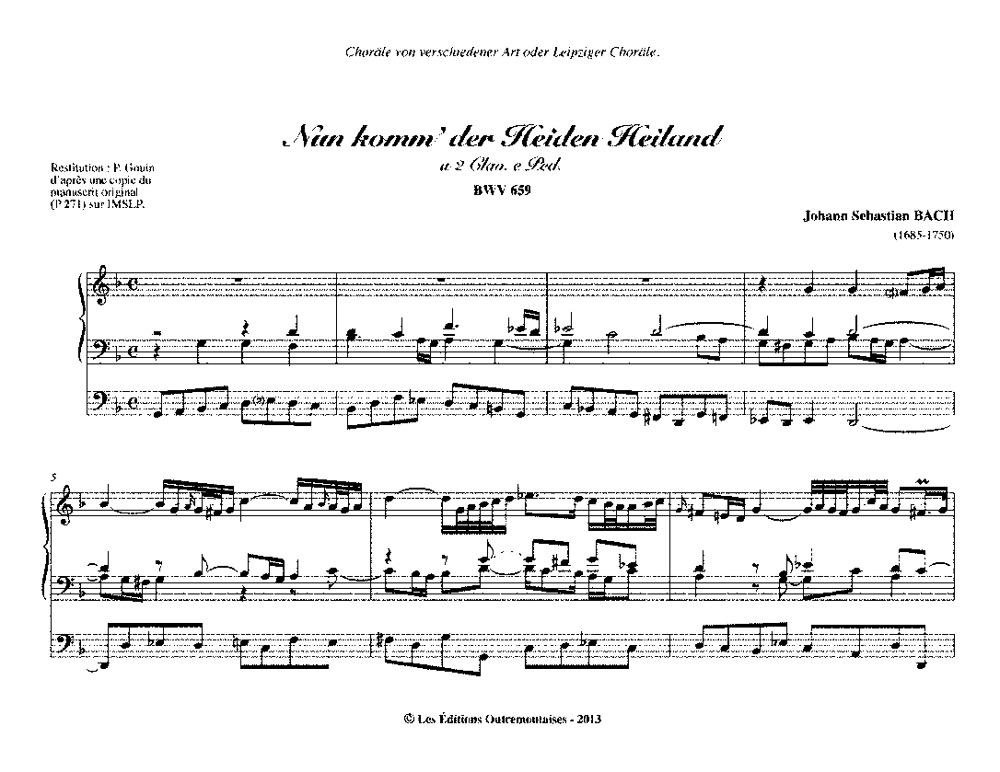 Choräle von verschiedener Art oder Leipziger Choräle.
Nun komm' der Heiden Heiland
a 2 Clav. e Ped.
BWV 659
Restitution : P. Gouin
d'après une copie du
manuscrit original
(P 271) sur IMSLP.
Johann Sebastian BACH
(1685-1750)
5
© Les Éditions Outremontaises - 2013